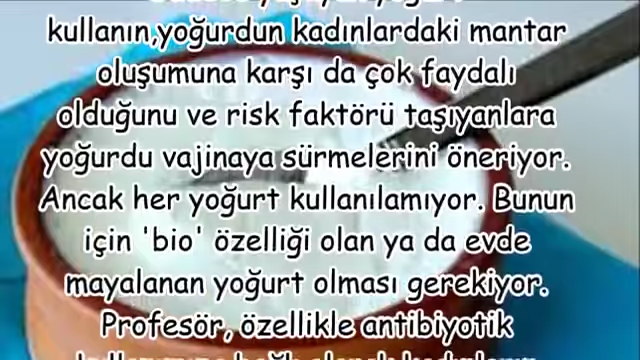 kullanın,yoğurdun kadınlardaki mantar
oluşumuna karşı da çok faydalı
olduğunu ve risk faktörü taşıyanlara
yoğurdu vajinaya sürmelerini öneriyor.
Ancak her yoğurt kullanılamıyor. Bunun
için 'bio' özelliği olan ya da evde
mayalanan yoğurt olması gerekiyor.
Profesör, özellikle antibiyotik